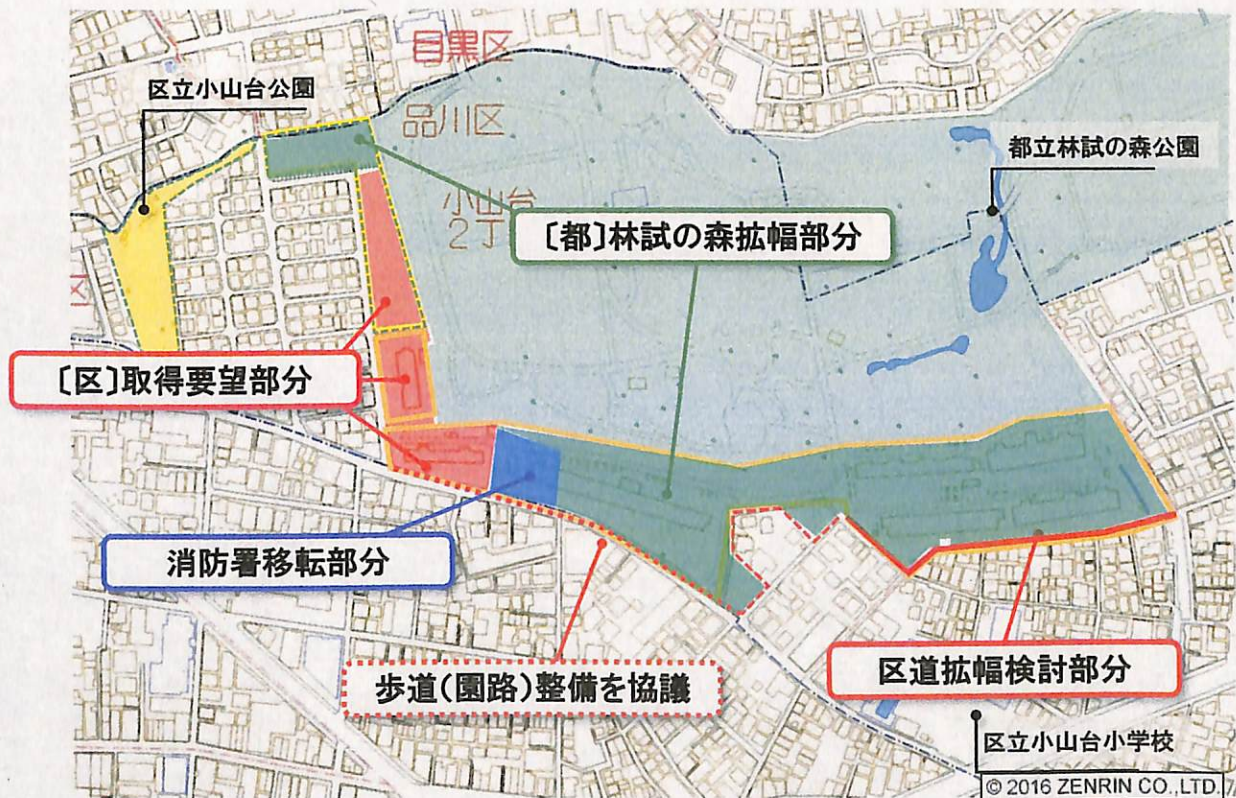 目黒区
区立小山台公園
品川区
都立林試の森公園
小山台
2丁
〔都〕林試の森拡幅部分
区
〔区〕取得要望部分
消防署移転部分
歩道(園路)整備を協議
区道拡幅検討部分
区立小山台小学校
© 2016 ZENRIN CO.,LTD.
7